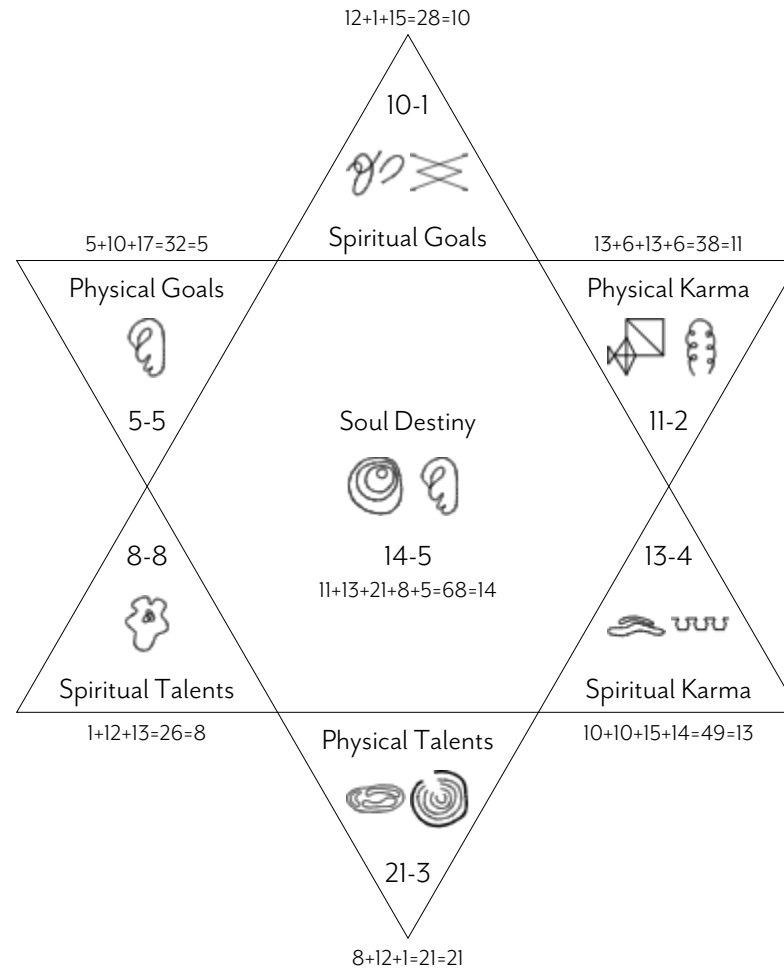 12+1+15=28=10
10-1
Spiritual Goals
5+10+17=32=5
13+6+13+6=38=11
Physical Goals
Physical Karma
5-5
11-2
Soul Destiny
8-8
14-5
13-4
11+13+21+8+5=68=14
Spiritual Talents
Spiritual Karma
1+12+13=26=8
10+10+15+14=49=13
Physical Talents
21-3
8+12+1=21=21